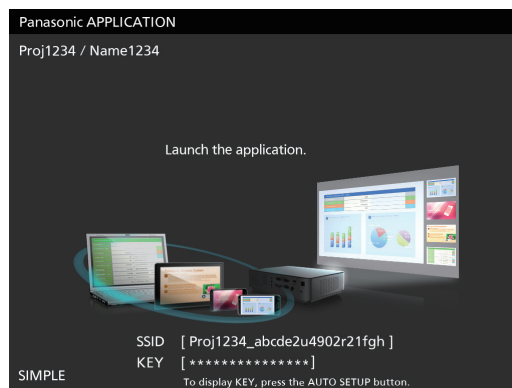 Panasonic APPLICATION
Proj1234 / Name1234
Launch the application.
SSID [ Proj1234_abcde2u4902r21fgh ]
KEY [ *************** ]
SIMPLE
To display KEY, press the AUTO SETUP button.